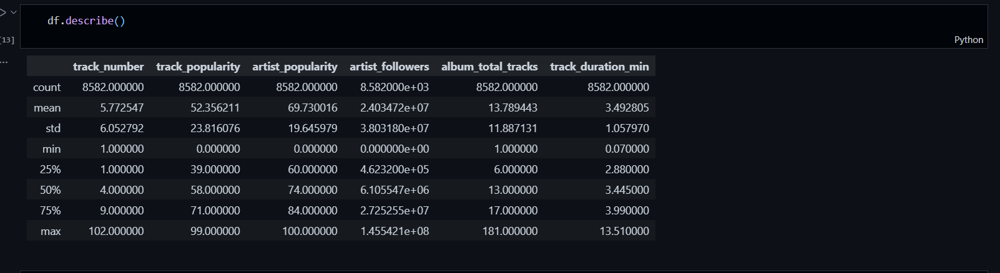 df.describe()
[13]
Python
...
track_number track_popularity artist_popularity artist_followers album_total_tracks track_duration_min
count 8582.000000 8582.000000 8582.000000 8.582000e+03 8582.000000 8582.000000
mean 5.772547 52.356211 69.730016 2.403472e+07 13.789443 3.492805
std 6.052792 23.816076 19.645979 3.803180e+07 11.887131 1.057970
min 1.000000 0.000000 0.000000 0.000000e+00 1.000000 0.070000
25% 1.000000 39.000000 60.000000 4.623200e+05 6.000000 2.880000
50% 4.000000 58.000000 74.000000 6.105547e+06 13.000000 3.445000
75% 9.000000 71.000000 84.000000 2.725255e+07 17.000000 3.990000
max 102.000000 99.000000 100.000000 1.455421e+08 181.000000 13.510000